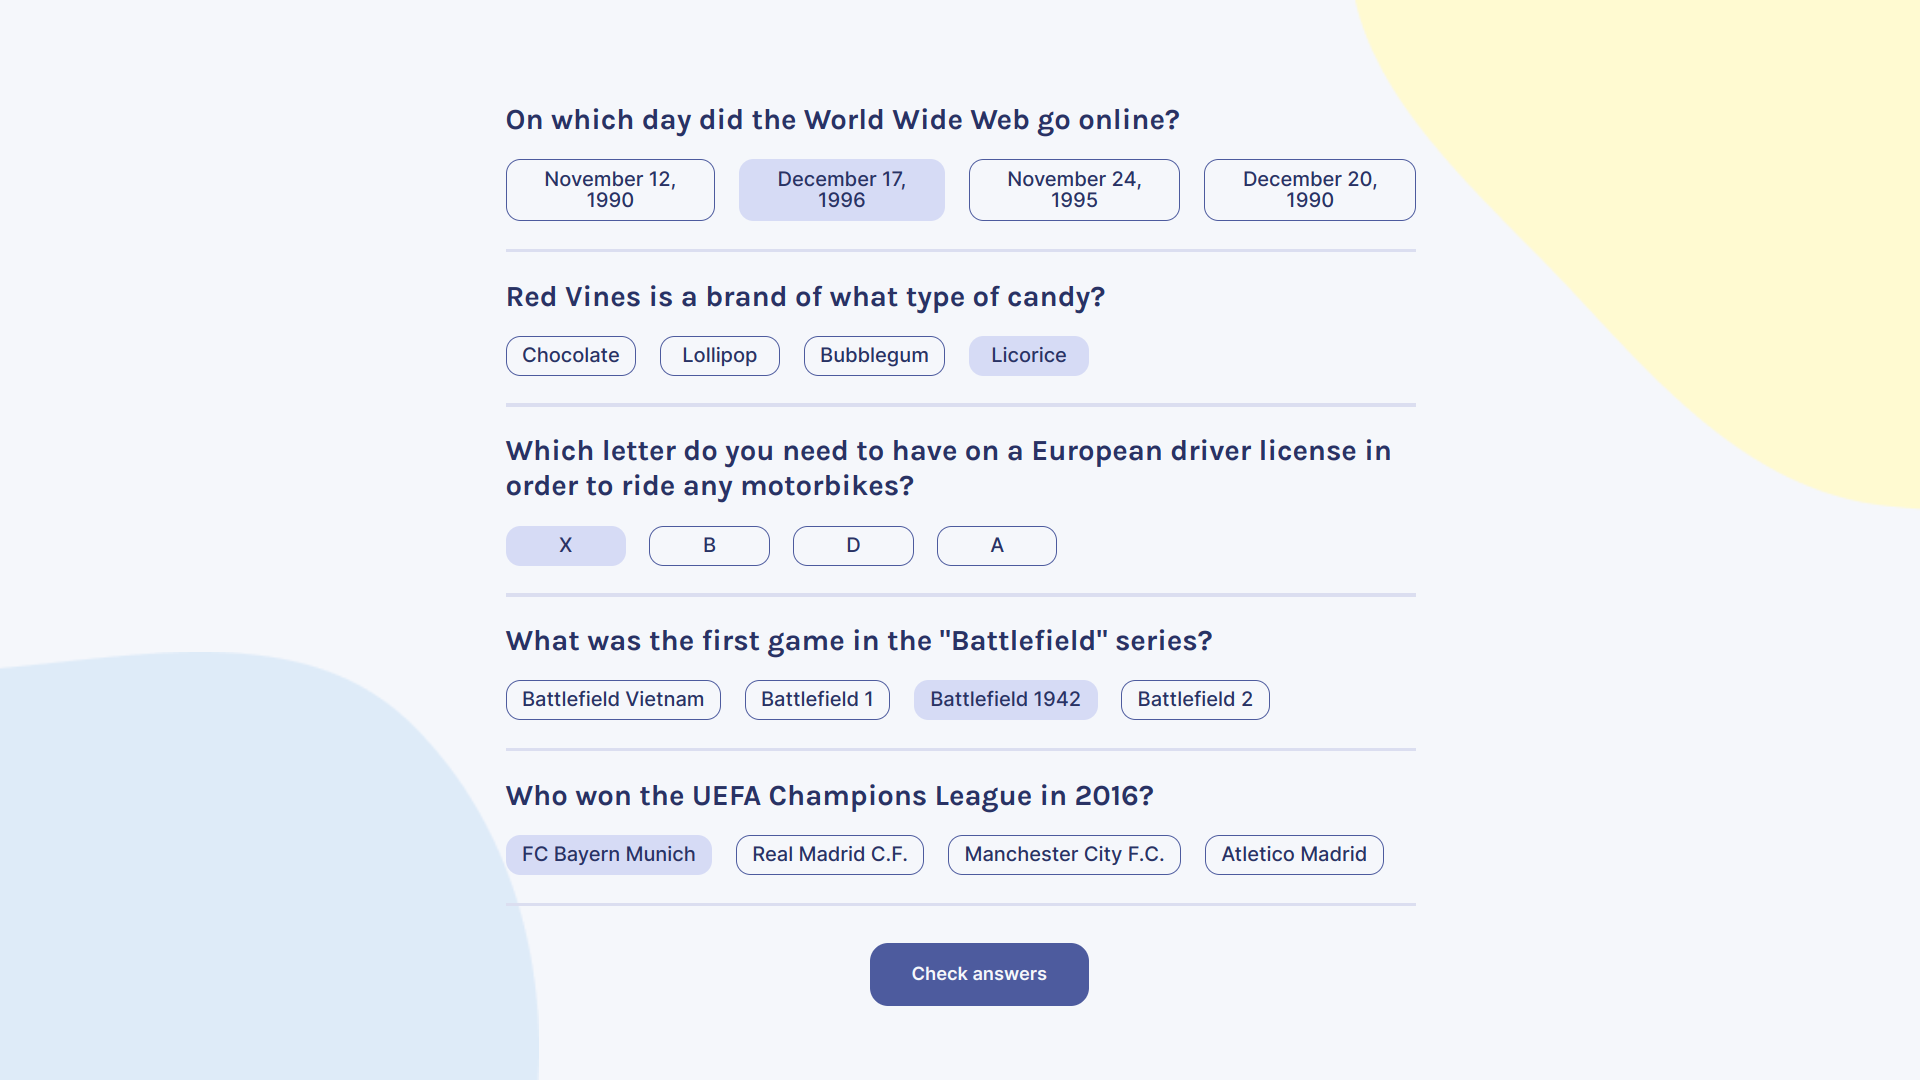 On which day did the World Wide Web go online?
November 12,
1990
December 17,
1996
November 24,
1995
December 20,
1990
Red Vines is a brand of what type of candy?
Chocolate
Lollipop
Bubblegum
Licorice
Which letter do you need to have on a European driver license in
order to ride any motorbikes?
X
B
D
A
What was the first game in the "Battlefield" series?
Battlefield Vietnam
Battlefield 1
Battlefield 1942
Battlefield 2
Who won the UEFA Champions League in 2016?
FC Bayern Munich
Real Madrid C.F.
Manchester City F.C.
Atletico Madrid
Check answers